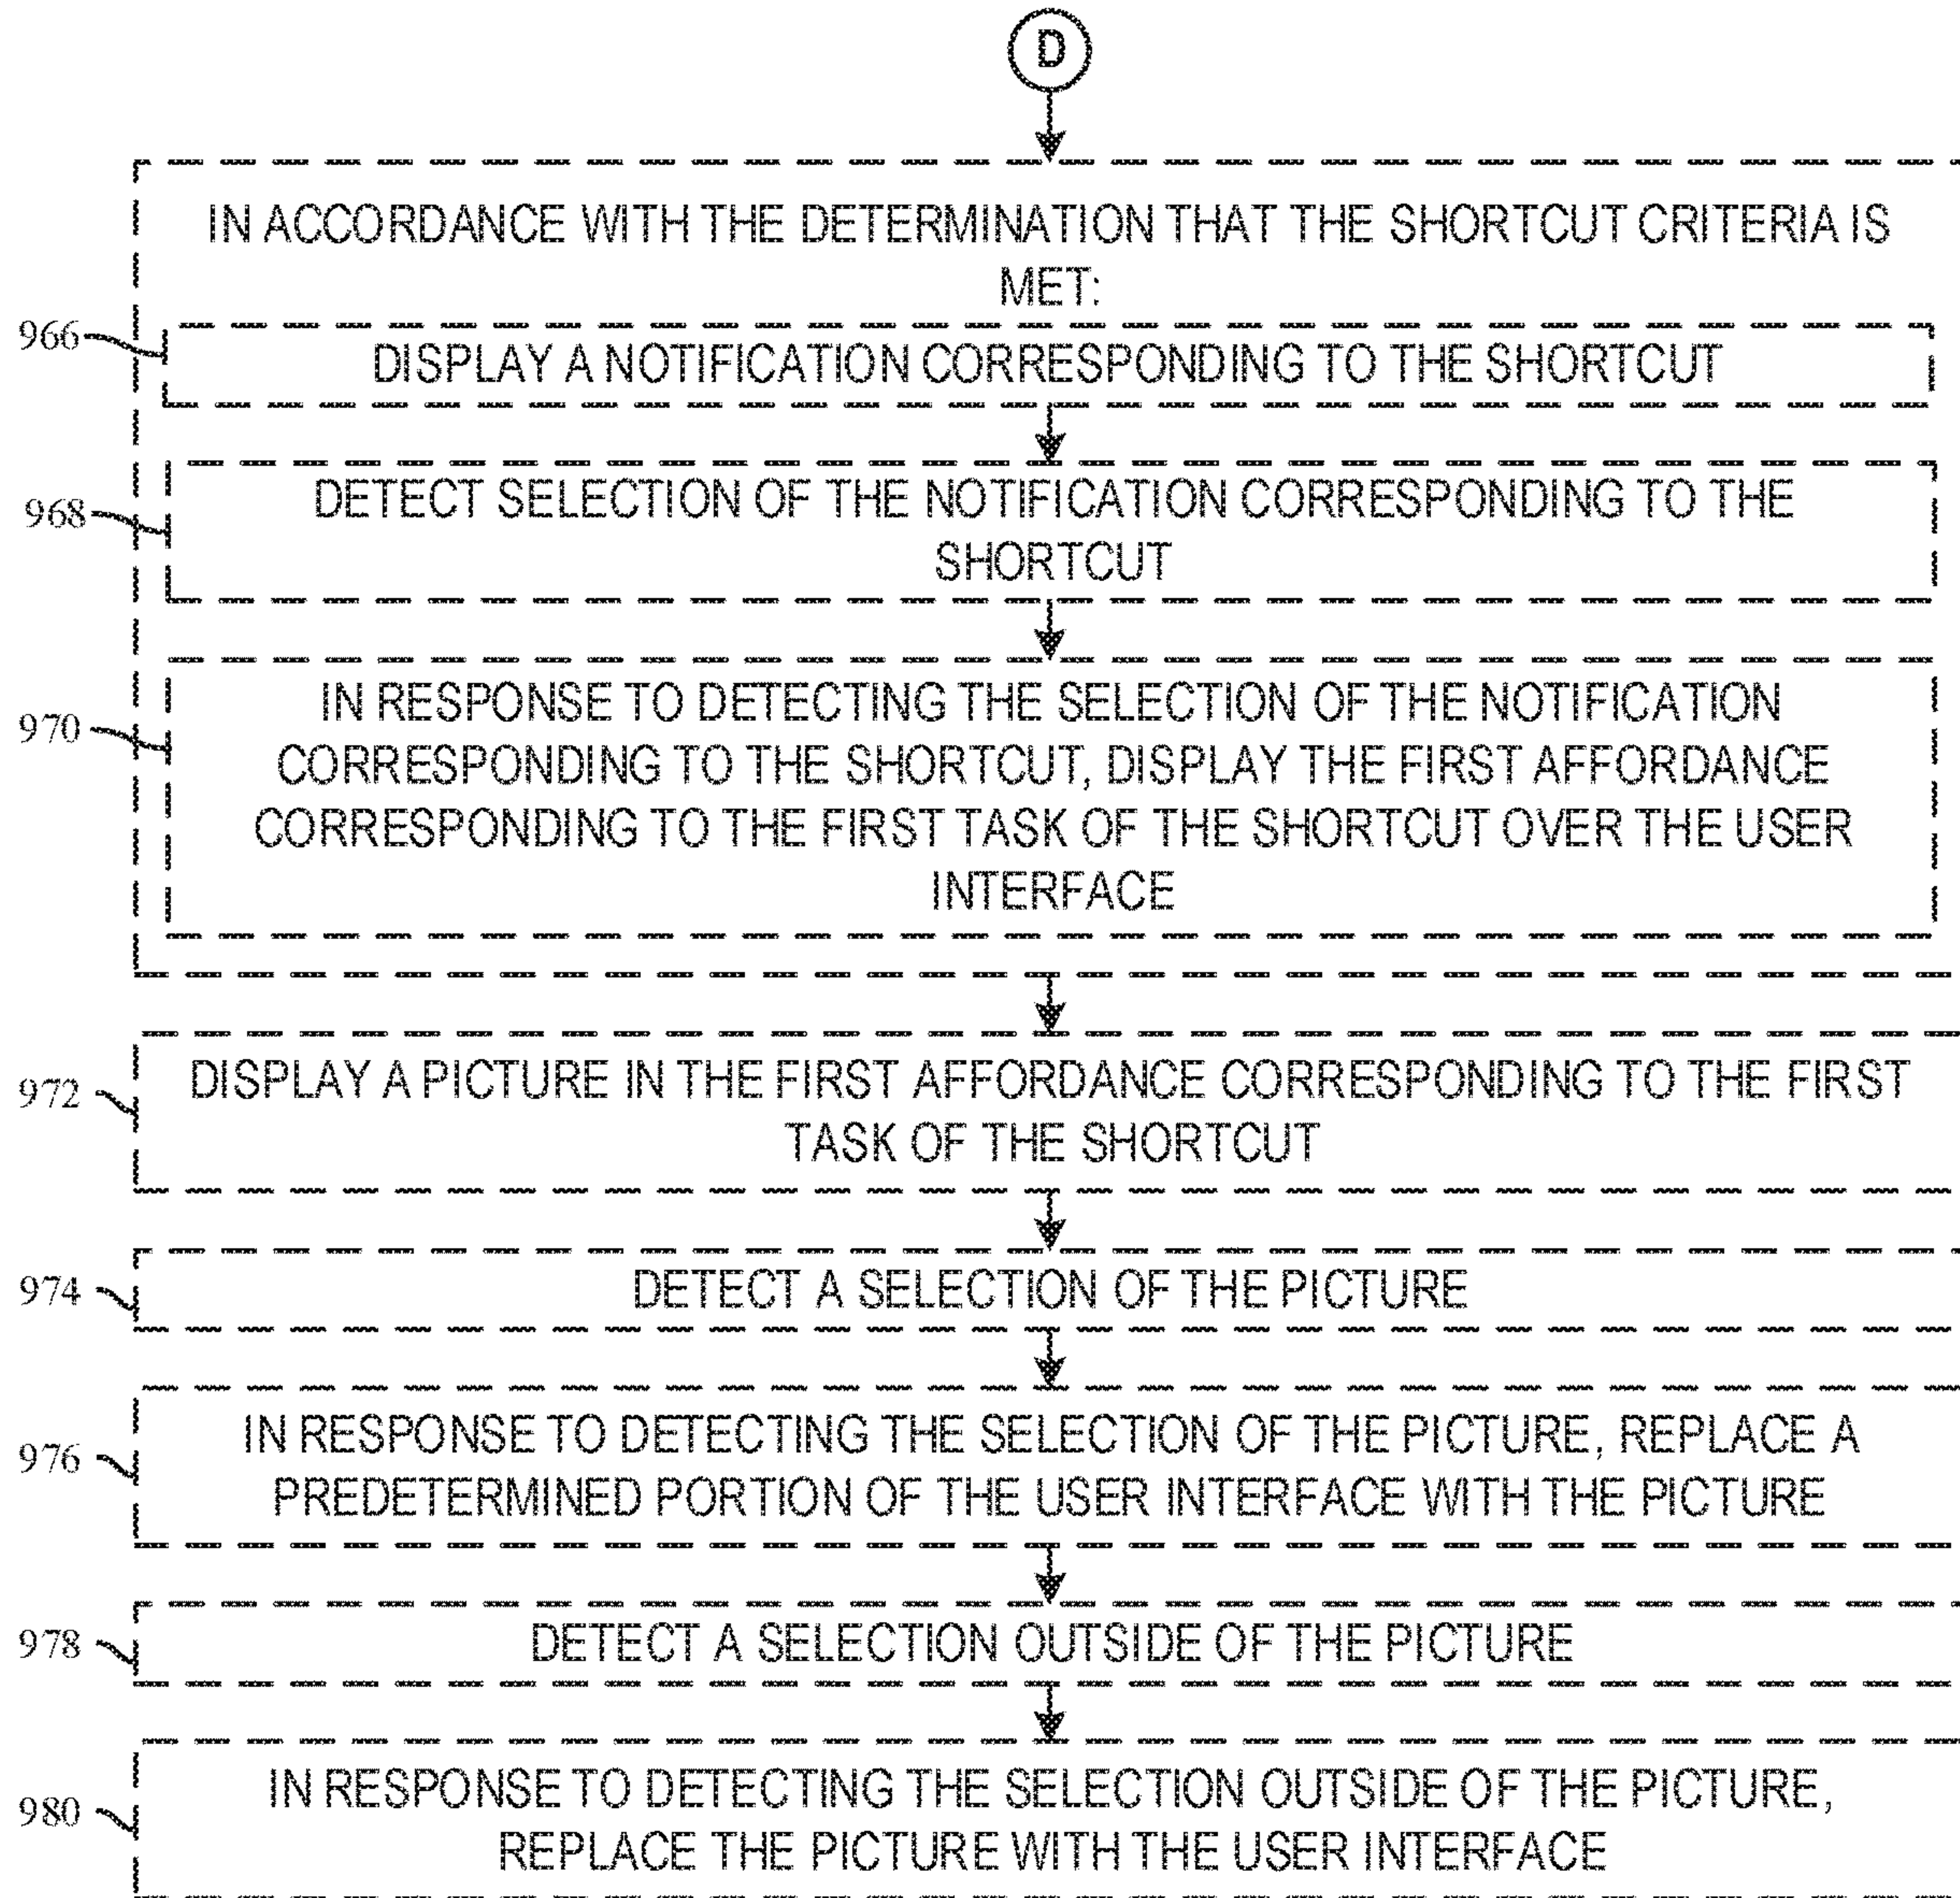 D
IN ACCORDANCE WITH THE DETERMINATION THAT THE SHORTCUT CRITERIA IS
MET:
966
DISPLAY A NOTIFICATION CORRESPONDING TO THE SHORTCUT
968
DETECT SELECTION OF THE NOTIFICATION CORRESPONDING TO THE
SHORTCUT
970
IN RESPONSE TO DETECTING THE SELECTION OF THE NOTIFICATION
CORRESPONDING TO THE SHORTCUT, DISPLAY THE FIRST AFFORDANCE
CORRESPONDING TO THE FIRST TASK OF THE SHORTCUT OVER THE USER
INTERFACE
972
DISPLAY A PICTURE IN THE FIRST AFFORDANCE CORRESPONDING TO THE FIRST
TASK OF THE SHORTCUT
974
DETECT A SELECTION OF THE PICTURE
976
IN RESPONSE TO DETECTING THE SELECTION OF THE PICTURE, REPLACE A
PREDETERMINED PORTION OF THE USER INTERFACE WITH THE PICTURE
978
DETECT A SELECTION OUTSIDE OF THE PICTURE
980
IN RESPONSE TO DETECTING THE SELECTION OUTSIDE OF THE PICTURE,
REPLACE THE PICTURE WITH THE USER INTERFACE